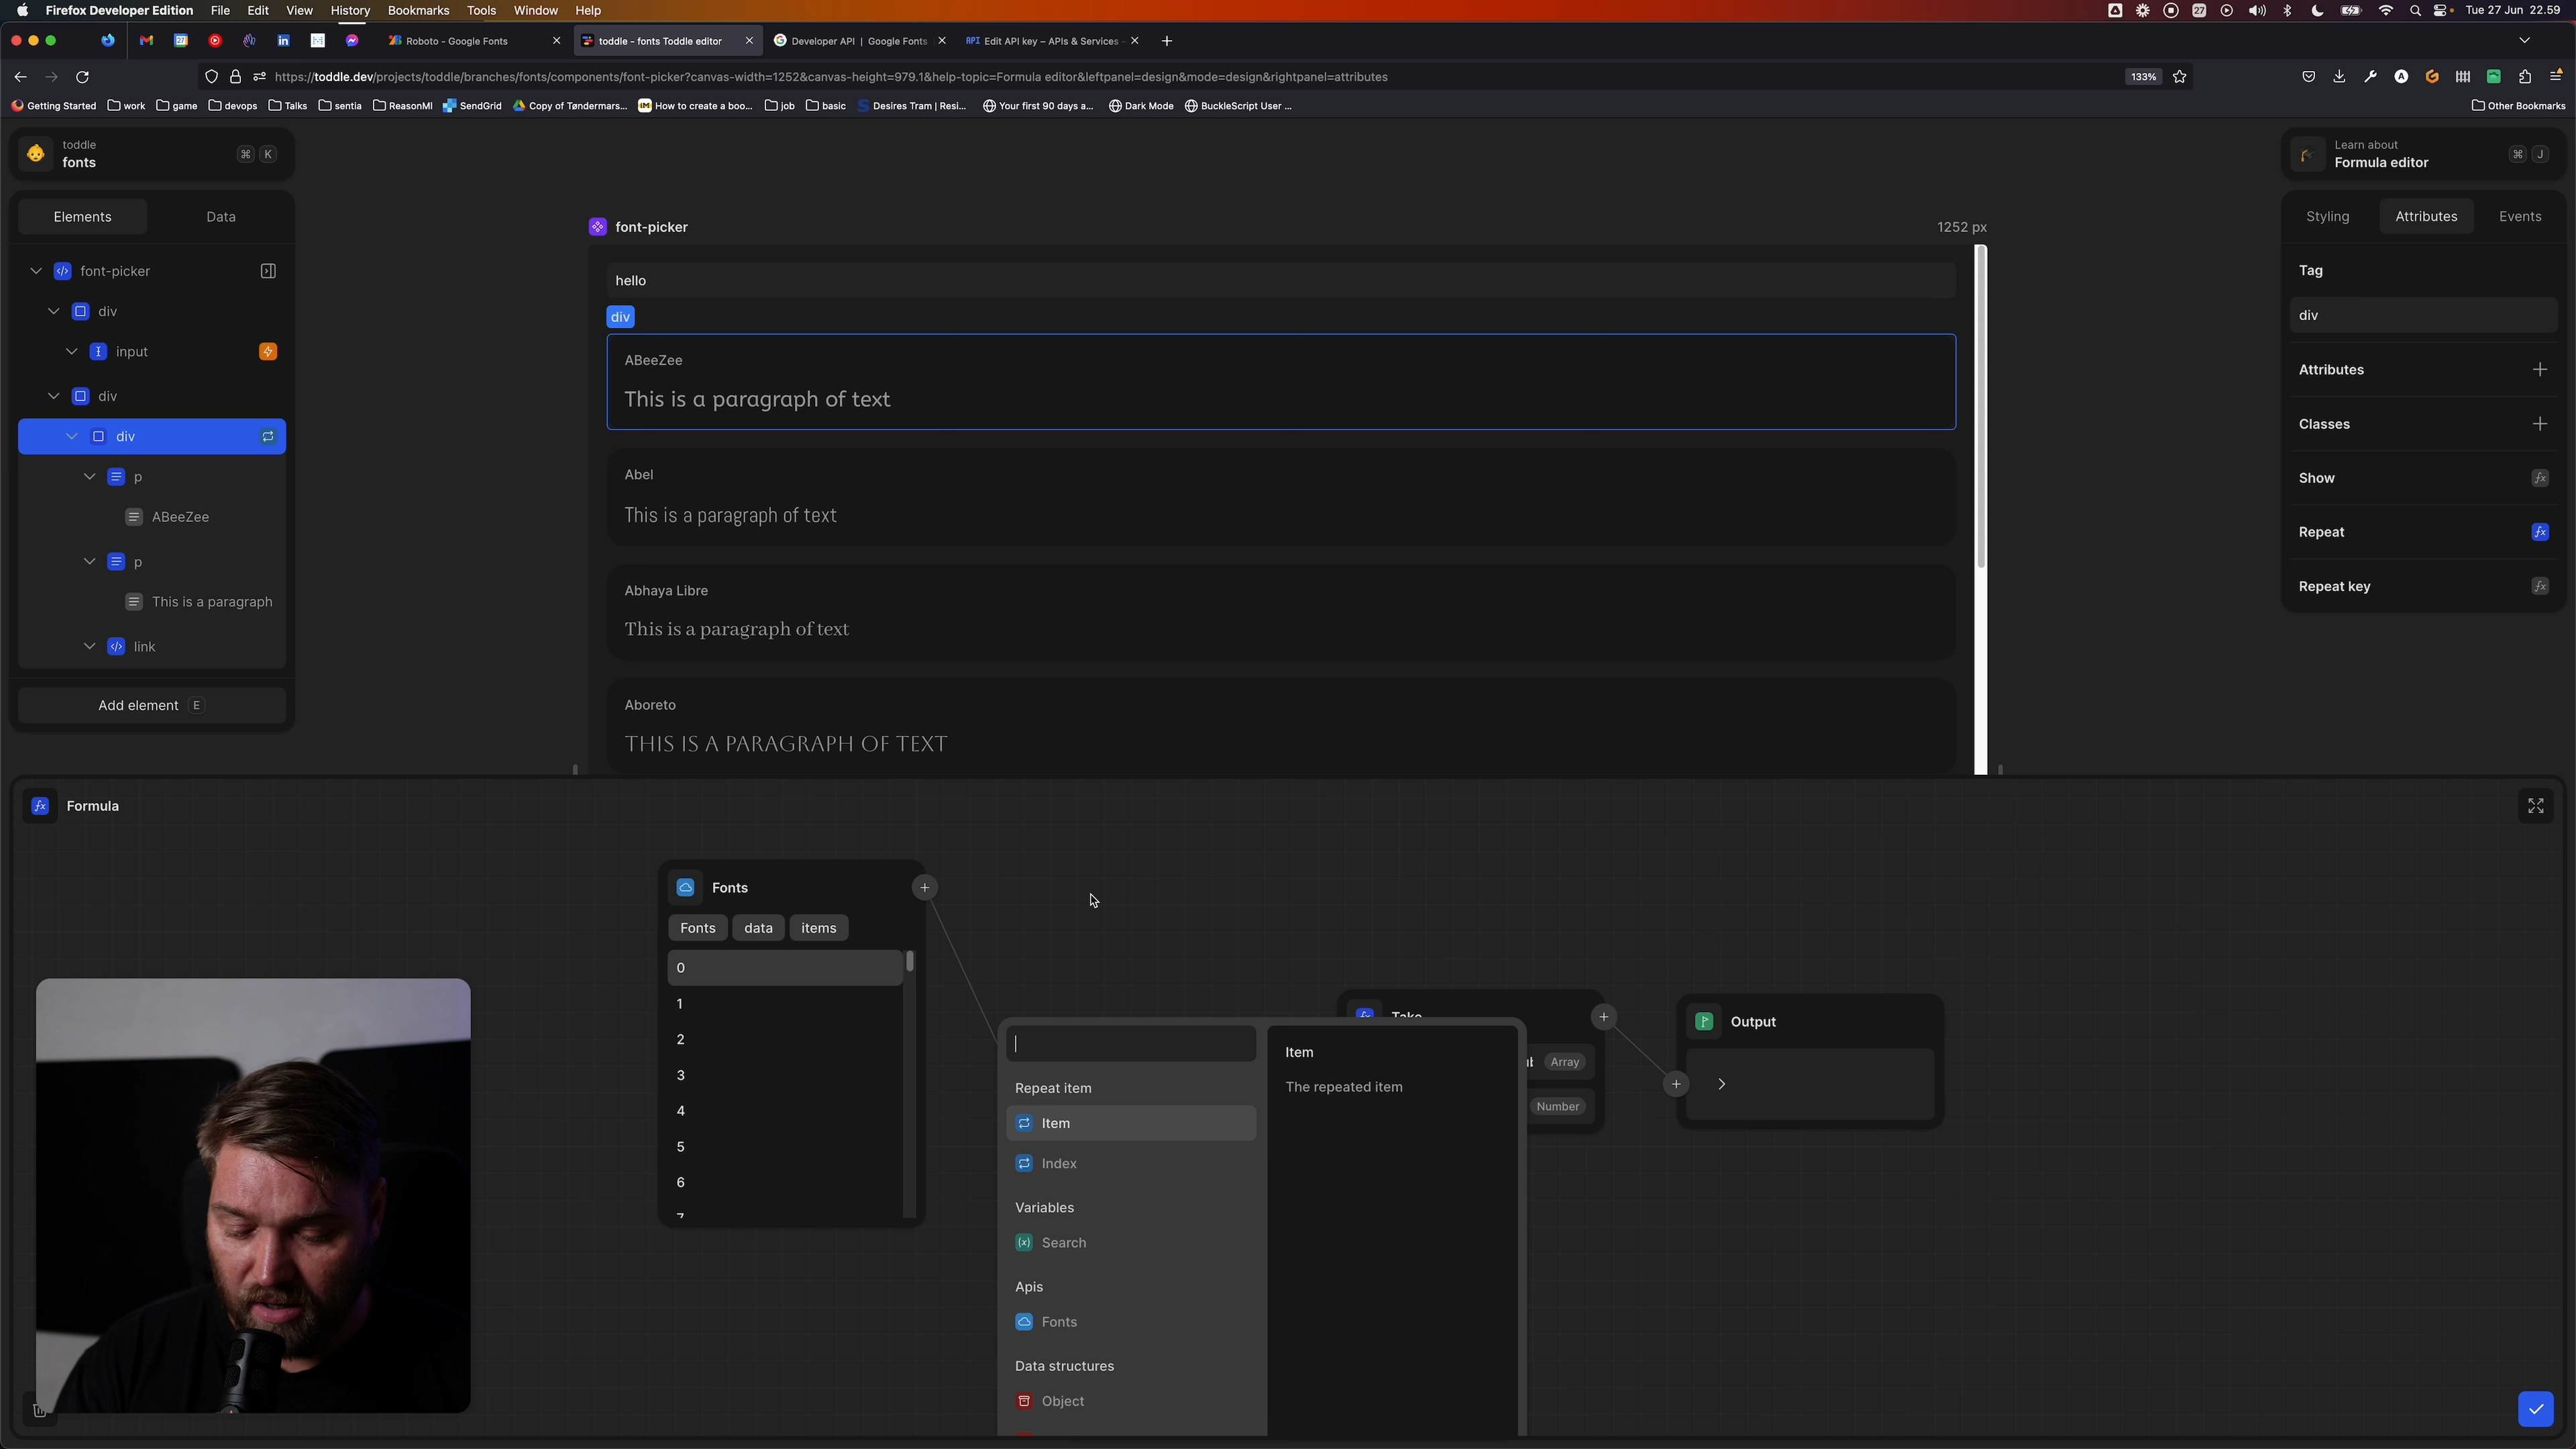 Firefox Developer Edition File Edit View History Bookmarks Tools Window Help
27
Tue 27 Jun 22.59
Roboto - Google Fonts
toddle - fonts Toddle editor
Developer API | Google Fonts
API Edit API key – APIs & Services -
https://toddle.dev/projects/toddle/branches/fonts/components/font-picker?canvas-width=1252&canvas-height=979.1&help-topic=Formula editor&leftpanel=design&mode=design&rightpanel=attributes
133%
Getting Started work game devops Talks sentia ReasonMl SendGrid Copy of Tøndermars... How to create a boo... job basic Desires Tram | Resi... Your first 90 days a... Dark Mode BuckleScript User ... Other Bookmarks
toddle
fonts
⌘ K
Elements Data
font-picker
div
input
div
div
p
ABeeZee
p
This is a paragraph
link
Add element E
font-picker
1252 px
hello
div
ABeeZee
This is a paragraph of text
Abel
This is a paragraph of text
Abhaya Libre
This is a paragraph of text
Aboreto
THIS IS A PARAGRAPH OF TEXT
Learn about
Formula editor
⌘ J
Styling Attributes Events
Tag
div
Attributes
Classes
Show
Repeat
Repeat key
Formula
Fonts
Fonts data items
0
1
2
3
4
5
6
7
Repeat item
Item
Index
Variables
Search
Apis
Fonts
Data structures
Object
Item
The repeated item
Take
Array
Number
Output